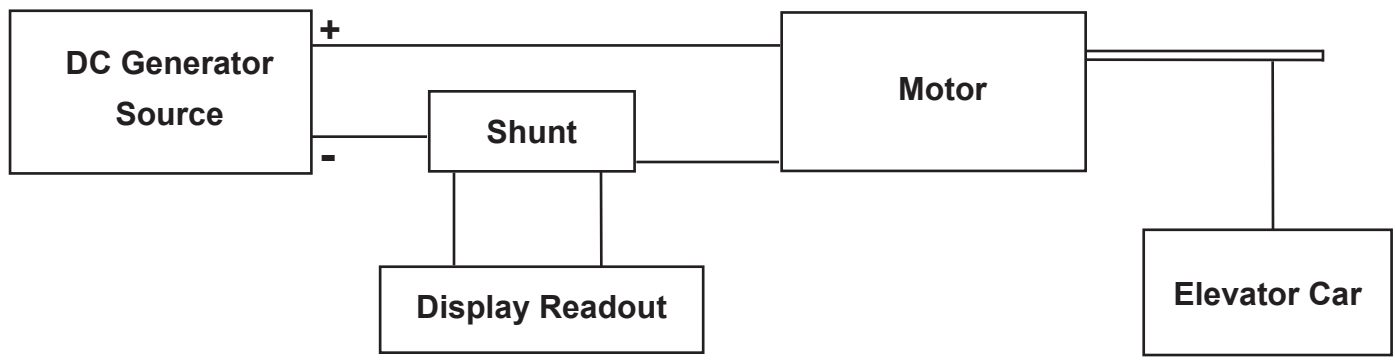 DC Generator
Source
+
-
Shunt
Display Readout
Motor
Elevator Car